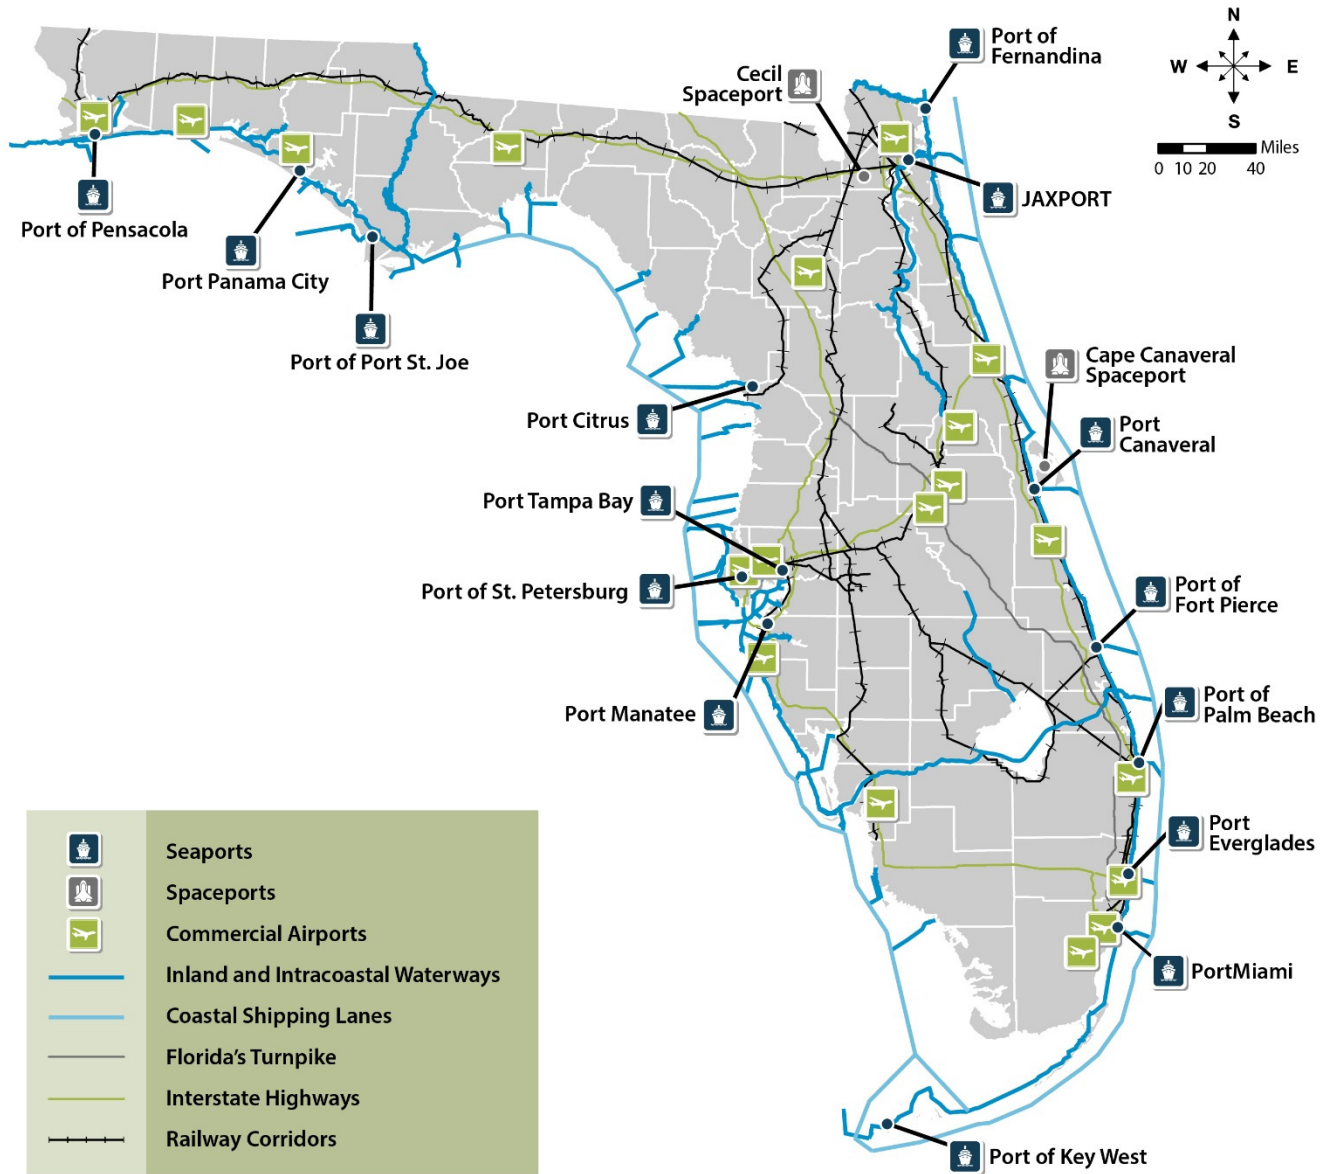 N
W E
S
Miles
0 10 20 40
Port of
Fernandina
Cecil
Spaceport
JAXPORT
Port of Pensacola
Port Panama City
Port of Port St. Joe
Cape Canaveral
Spaceport
Port Citrus
Port
Canaveral
Port Tampa Bay
Port of St. Petersburg
Port of
Fort Pierce
Port Manatee
Port of
Palm Beach
Port
Everglades
PortMiami
Port of Key West
Seaports
Spaceports
Commercial Airports
Inland and Intracoastal Waterways
Coastal Shipping Lanes
Florida's Turnpike
Interstate Highways
Railway Corridors